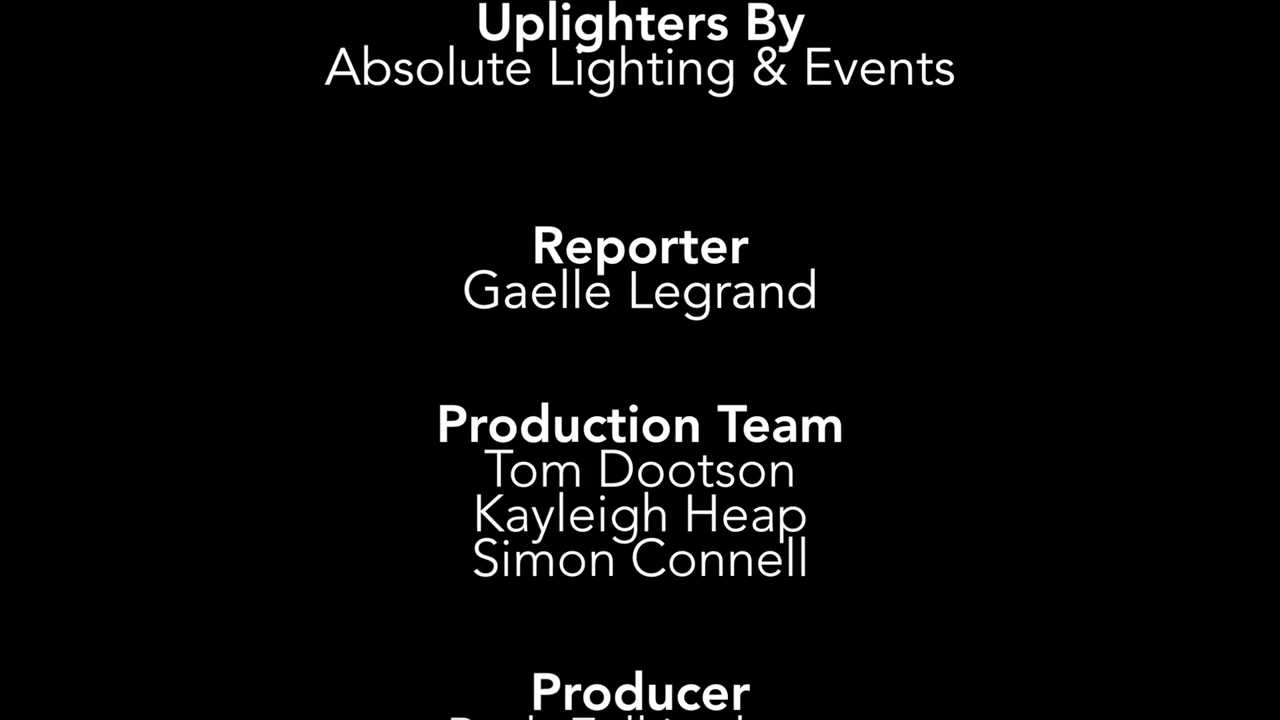 Uplighters By
Absolute Lighting & Events
Reporter
Gaelle Legrand
Production Team
Tom Dootson
Kayleigh Heap
Simon Connell
Producer